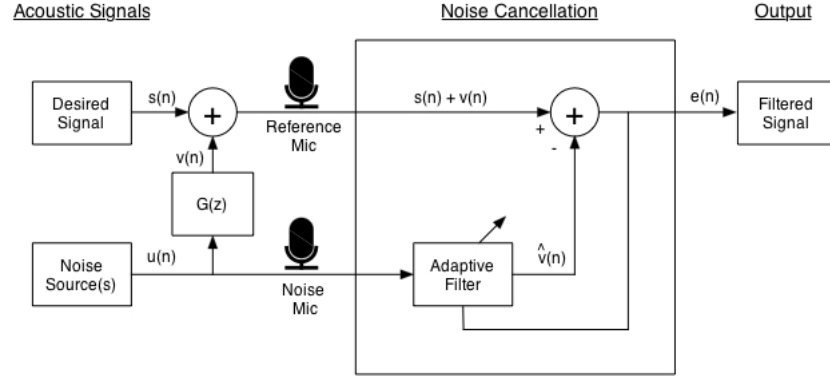 Acoustic Signals
Noise Cancellation
Output
Desired
Signal
s(n)
+
Reference
Mic
s(n) + v(n)
+
+
-
e(n)
Filtered
Signal
v(n)
G(z)
Noise
Source(s)
u(n)
Noise
Mic
Adaptive
Filter
v̂(n)